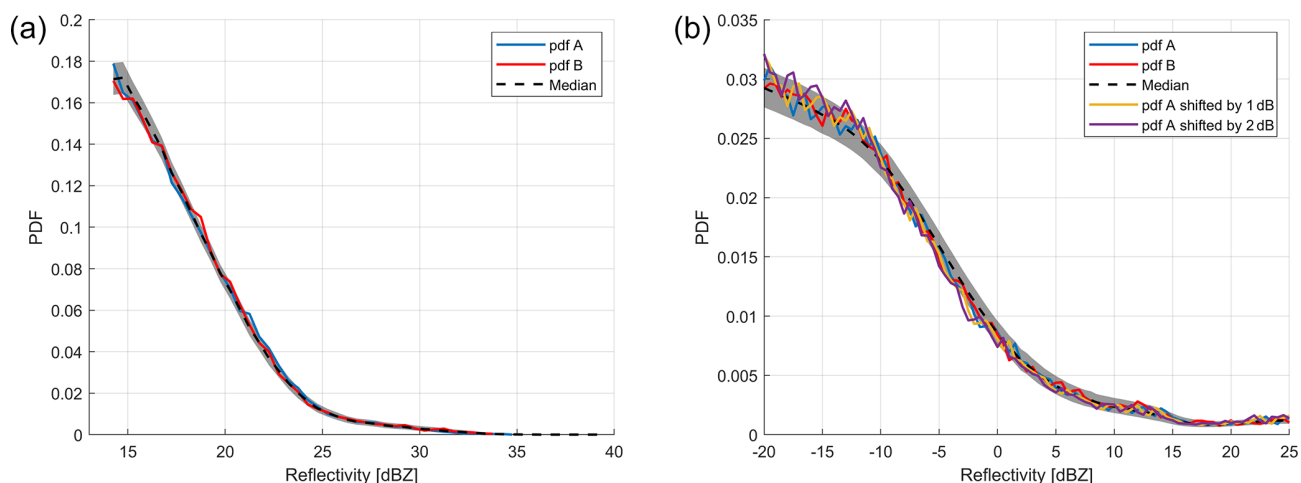 (a)
0.2
0.18
0.16
0.14
0.12
0.1
0.08
0.06
0.04
0.02
0
PDF
15
20
25
30
35
40
Reflectivity [dBZ]
pdf A
pdf B
Median
(b)
0.035
0.03
0.025
0.02
0.015
0.01
0.005
0
PDF
-20
-15
-10
-5
0
5
10
15
20
25
Reflectivity [dBZ]
pdf A
pdf B
Median
pdf A shifted by 1 dB
pdf A shifted by 2 dB